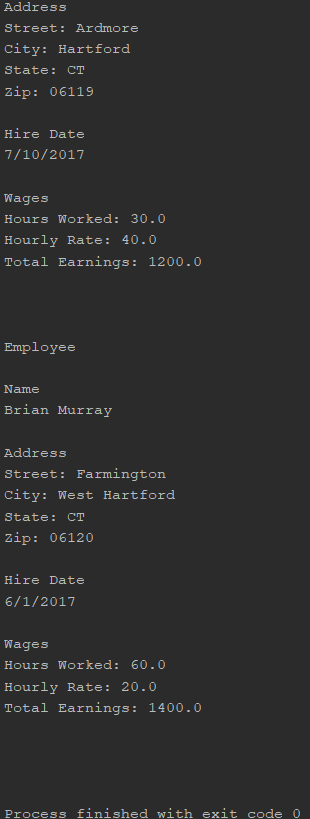 Address
Street: Ardmore
City: Hartford
State: CT
Zip: 06119
Hire Date
7/10/2017
Wages
Hours Worked: 30.0
Hourly Rate: 40.0
Total Earnings: 1200.0
Employee
Name
Brian Murray
Address
Street: Farmington
City: West Hartford
State: CT
Zip: 06120
Hire Date
6/1/2017
Wages
Hours Worked: 60.0
Hourly Rate: 20.0
Total Earnings: 1400.0
Process finished with exit code 0